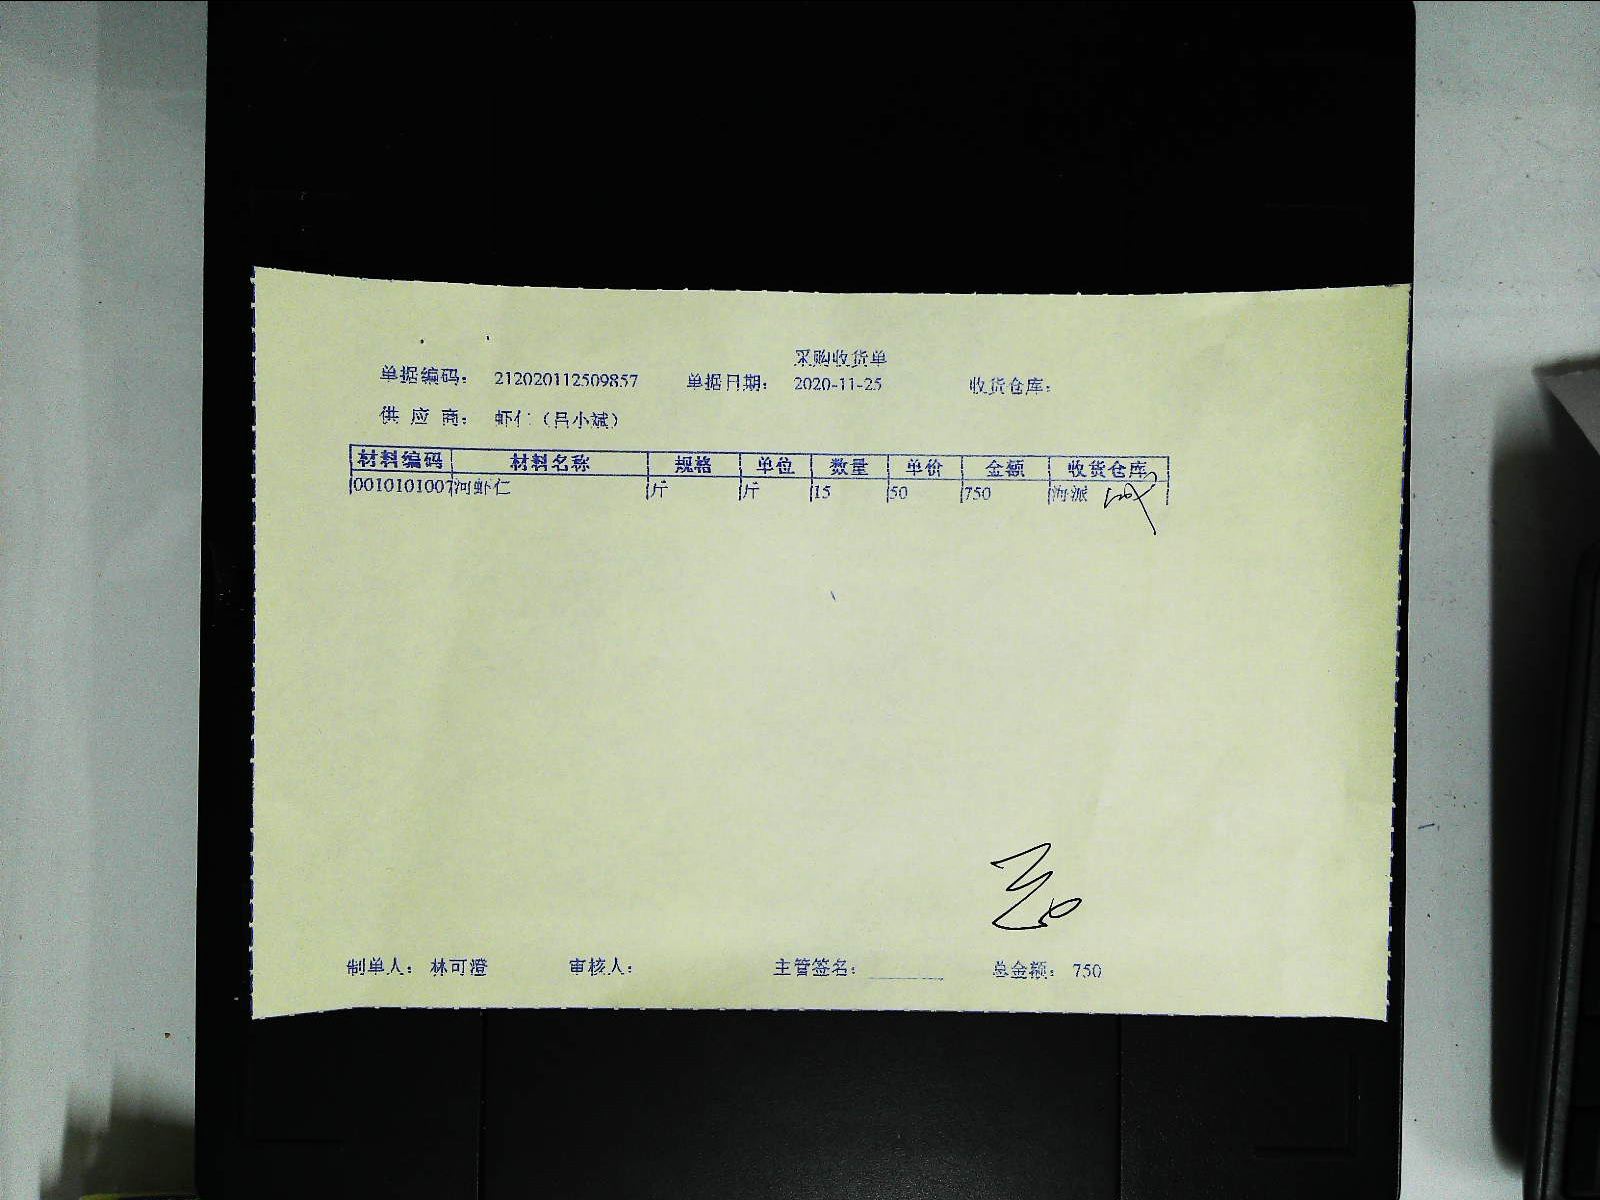 采购收货单
单据编码： 212020112509857 单据日期： 2020-11-25 收货仓库：
供 应 商： 虾仁（吕小斌）
材料编码 材料名称 规格 单位 数量 单价 金额 收货仓库
0010101007 河虾仁 斤 斤 15 50 750 海派
制单人： 林可澄 审核人： 主管签名： 总金额： 750